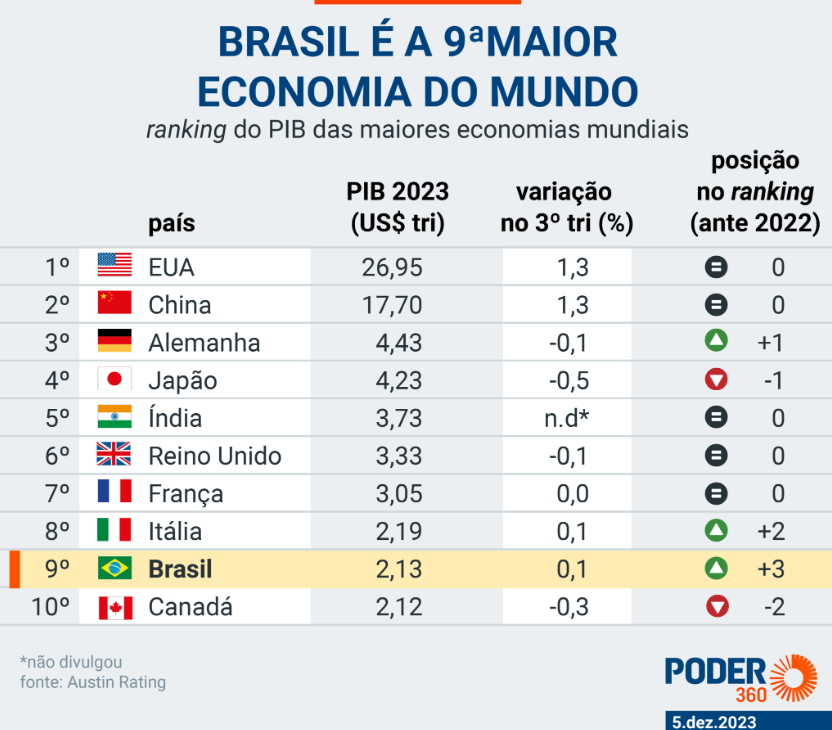 BRASIL É A 9ªMAIOR
ECONOMIA DO MUNDO
ranking do PIB das maiores economias mundiais
país PIB 2023 (US$ tri) variação no 3º tri (%) posição no ranking (ante 2022)
1º EUA 26,95 1,3 0
2º China 17,70 1,3 0
3º Alemanha 4,43 -0,1 +1
4º Japão 4,23 -0,5 -1
5º Índia 3,73 n.d* 0
6º Reino Unido 3,33 -0,1 0
7º França 3,05 0,0 0
8º Itália 2,19 0,1 +2
9º Brasil 2,13 0,1 +3
10º Canadá 2,12 -0,3 -2
*não divulgou
fonte: Austin Rating
PODER
360
5.dez.2023